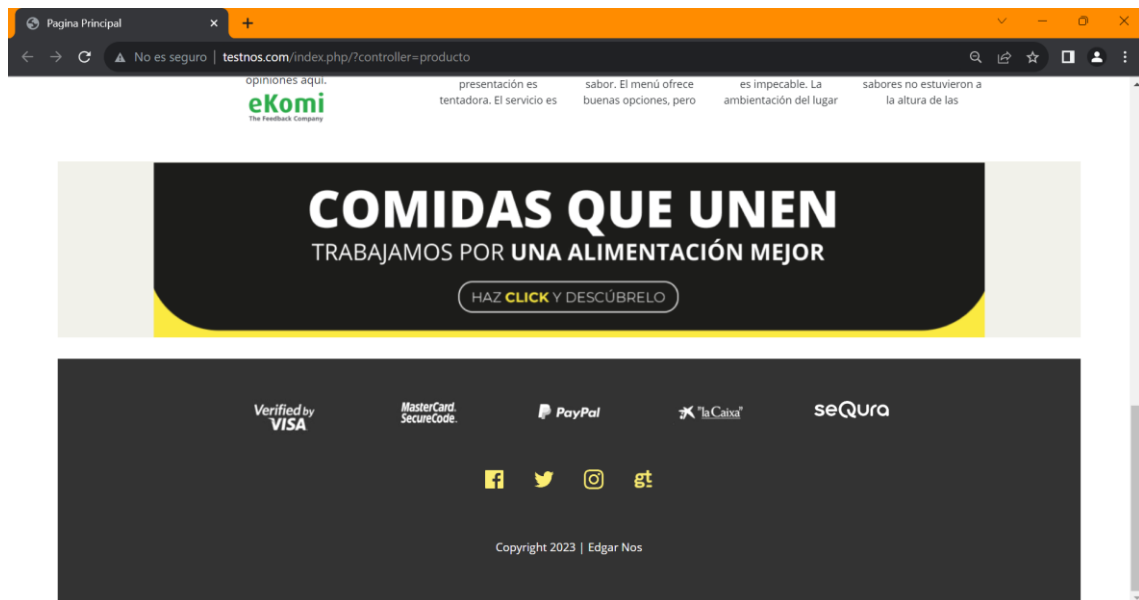 Pagina Principal
No es seguro | testnos.com/index.php/?controller=producto
opiniones aquí.
eKomi
The Feedback Company
presentación es
tentadora. El servicio es
sabor. El menú ofrece
buenas opciones, pero
es impecable. La
ambientación del lugar
sabores no estuvieron a
la altura de las
COMIDAS QUE UNEN
TRABAJAMOS POR UNA ALIMENTACIÓN MEJOR
HAZ CLICK Y DESCÚBRELO
Verified by
VISA
MasterCard.
SecureCode.
PayPal
"la Caixa"
seQura
gt
Copyright 2023 | Edgar Nos